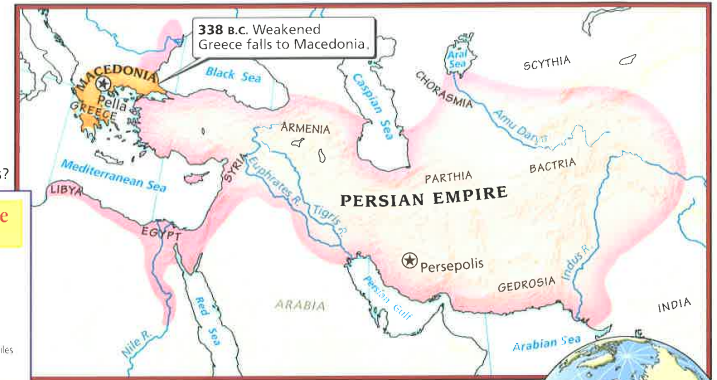 338 B.C. Weakened
Greece falls to Macedonia.
Aral
Sea
SCYTHIA
MACEDONIA
Black Sea
Caspian Sea
CHORASMIA
Pella
GREECE
Amu Darya
ARMENIA
s?
Mediterranean Sea
SYRIA
Euphrates R.
PARTHIA
BACTRIA
LIBYA
PERSIAN EMPIRE
e
Tigris R.
EGYPT
Persepolis
Indus R.
GEDROSIA
Persian Gulf
ARABIA
Red
Sea
INDIA
Nile R.
Arabian Sea
iles